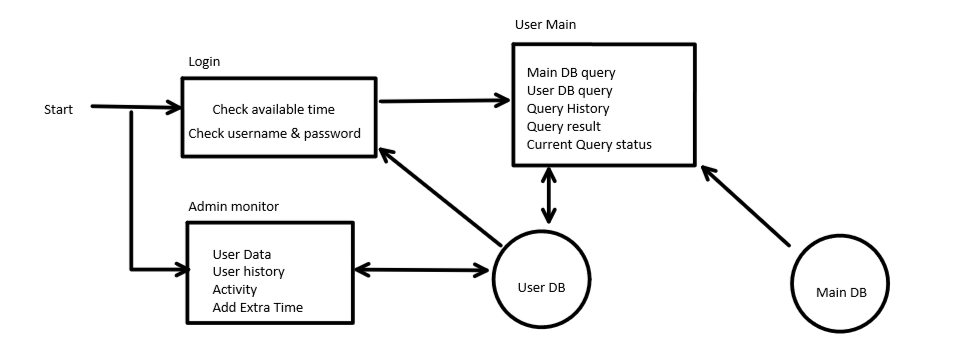 User Main
Login
Main DB query
User DB query
Query History
Query result
Current Query status
Start
Check available time
Check username & password
Admin monitor
User Data
User history
Activity
Add Extra Time
User DB
Main DB